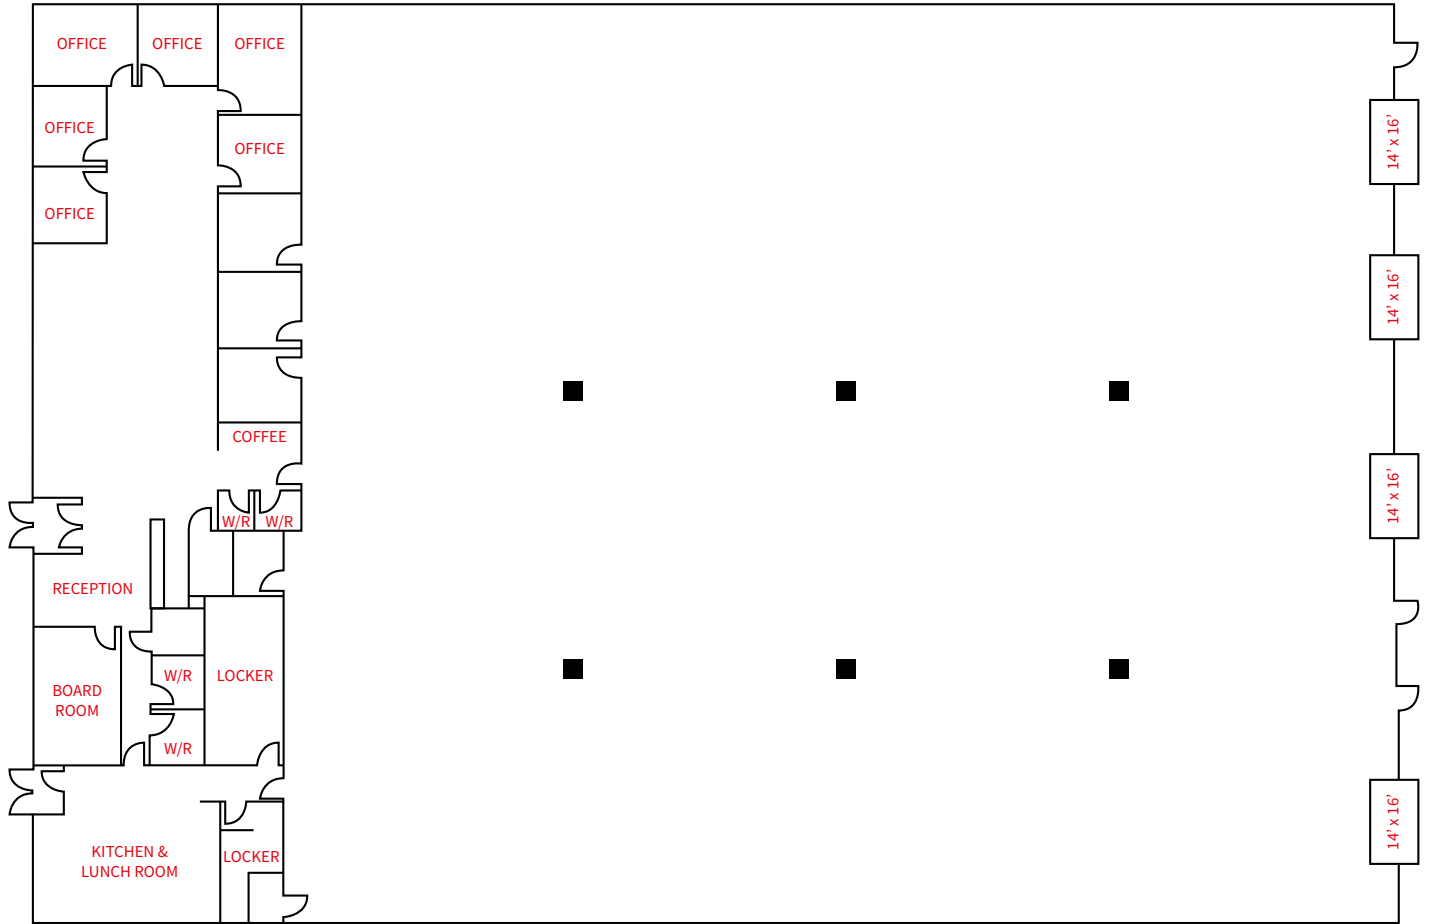 OFFICE
OFFICE
OFFICE
OFFICE
OFFICE
OFFICE
COFFEE
W/R
W/R
RECEPTION
W/R
LOCKER
BOARD
ROOM
W/R
KITCHEN &
LUNCH ROOM
LOCKER
14’ x 16’
14’ x 16’
14’ x 16’
14’ x 16’